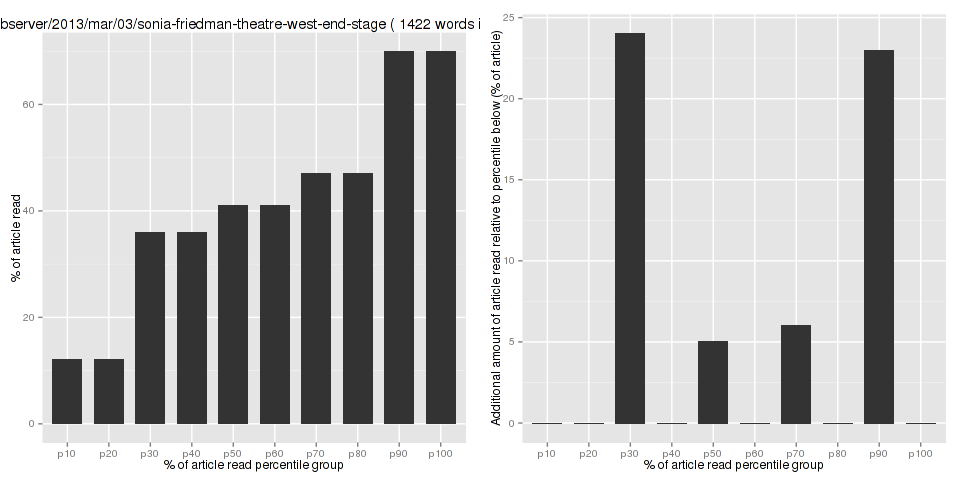 bserver/2013/mar/03/sonia-friedman-theatre-west-end-stage ( 1422 words i
% of article read
60
40
20
0
p10 p20 p30 p40 p50 p60 p70 p80 p90 p100
% of article read percentile group
Additional amount of article read relative to percentile below (% of article)
25
20
15
10
5
0
p10 p20 p30 p40 p50 p60 p70 p80 p90 p100
% of article read percentile group